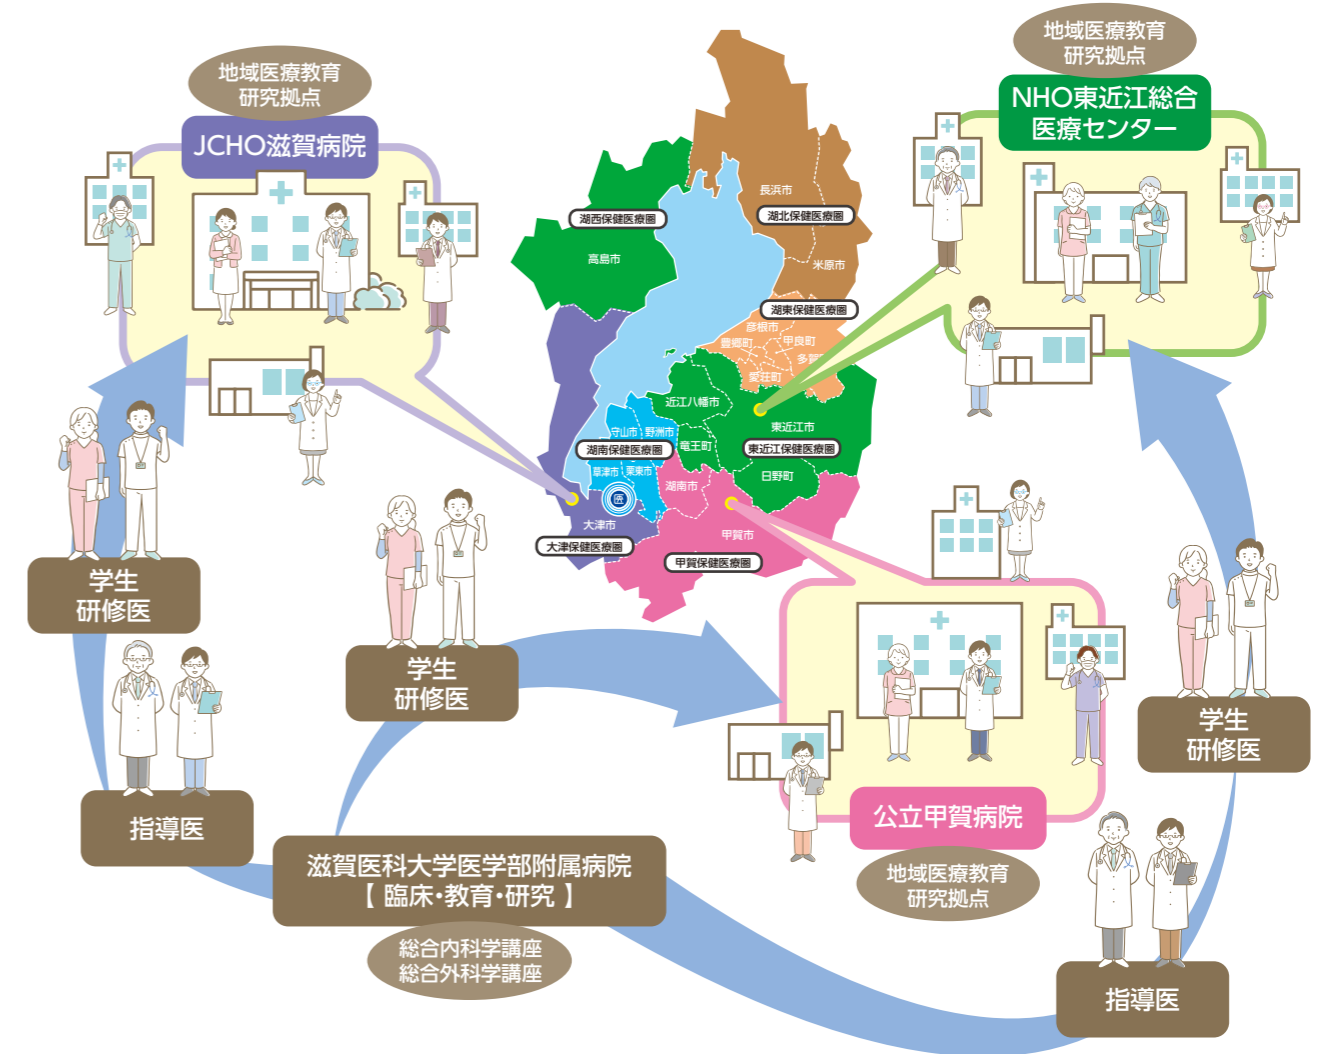 地域医療教育
研究拠点
JCHO滋賀病院
地域医療教育
研究拠点
NHO東近江総合
医療センター
長浜市
湖西保健医療圏
湖北保健医療圏
高島市
米原市
湖東保健医療圏
彦根市
豊郷町
甲良町
愛荘町
近江八幡市
東近江市
守山市
野洲市
竜王町
湖南保健医療圏
東近江保健医療圏
草津市
栗東市
日野町
湖南市
医
大津市
甲賀市
大津保健医療圏
甲賀保健医療圏
学生
研修医
学生
研修医
学生
研修医
指導医
公立甲賀病院
地域医療教育
研究拠点
滋賀医科大学医学部附属病院
【 臨床・教育・研究 】
総合内科学講座
総合外科学講座
指導医